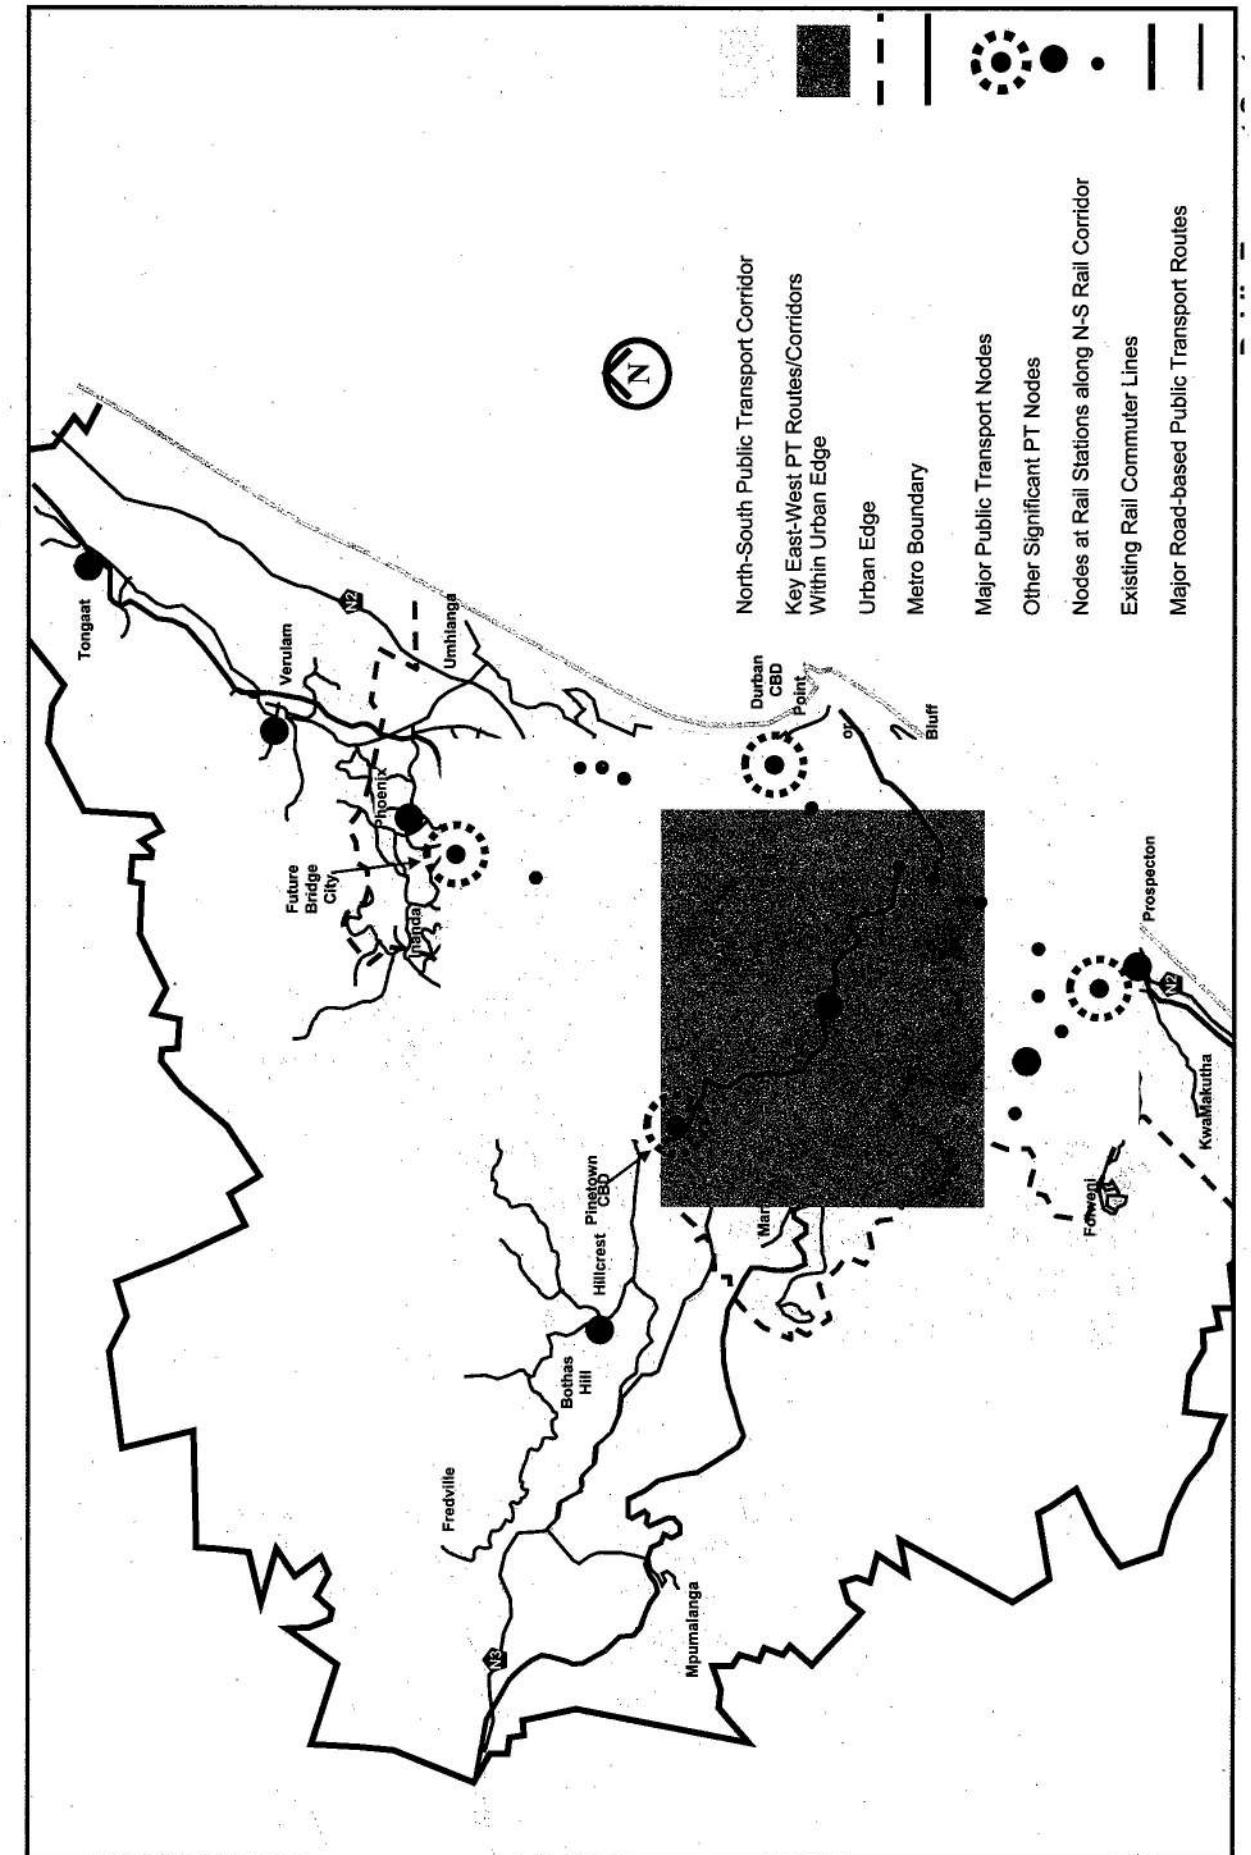 Tongaat
Verulam
N2
Umhlanga
Phoenix
Future
Bridge
City
Inanda
Durban
CBD
Point
Bluff
Prospecton
N2
KwaMakutha
Folweni
Pinetown
CBD
Hillcrest
Bothas
Hill
Fredville
N3
Mpumalanga
N
North-South Public Transport Corridor
Key East-West PT Routes/Corridors
Within Urban Edge
Urban Edge
Metro Boundary
Major Public Transport Nodes
Other Significant PT Nodes
Nodes at Rail Stations along N-S Rail Corridor
Existing Rail Commuter Lines
Major Road-based Public Transport Routes